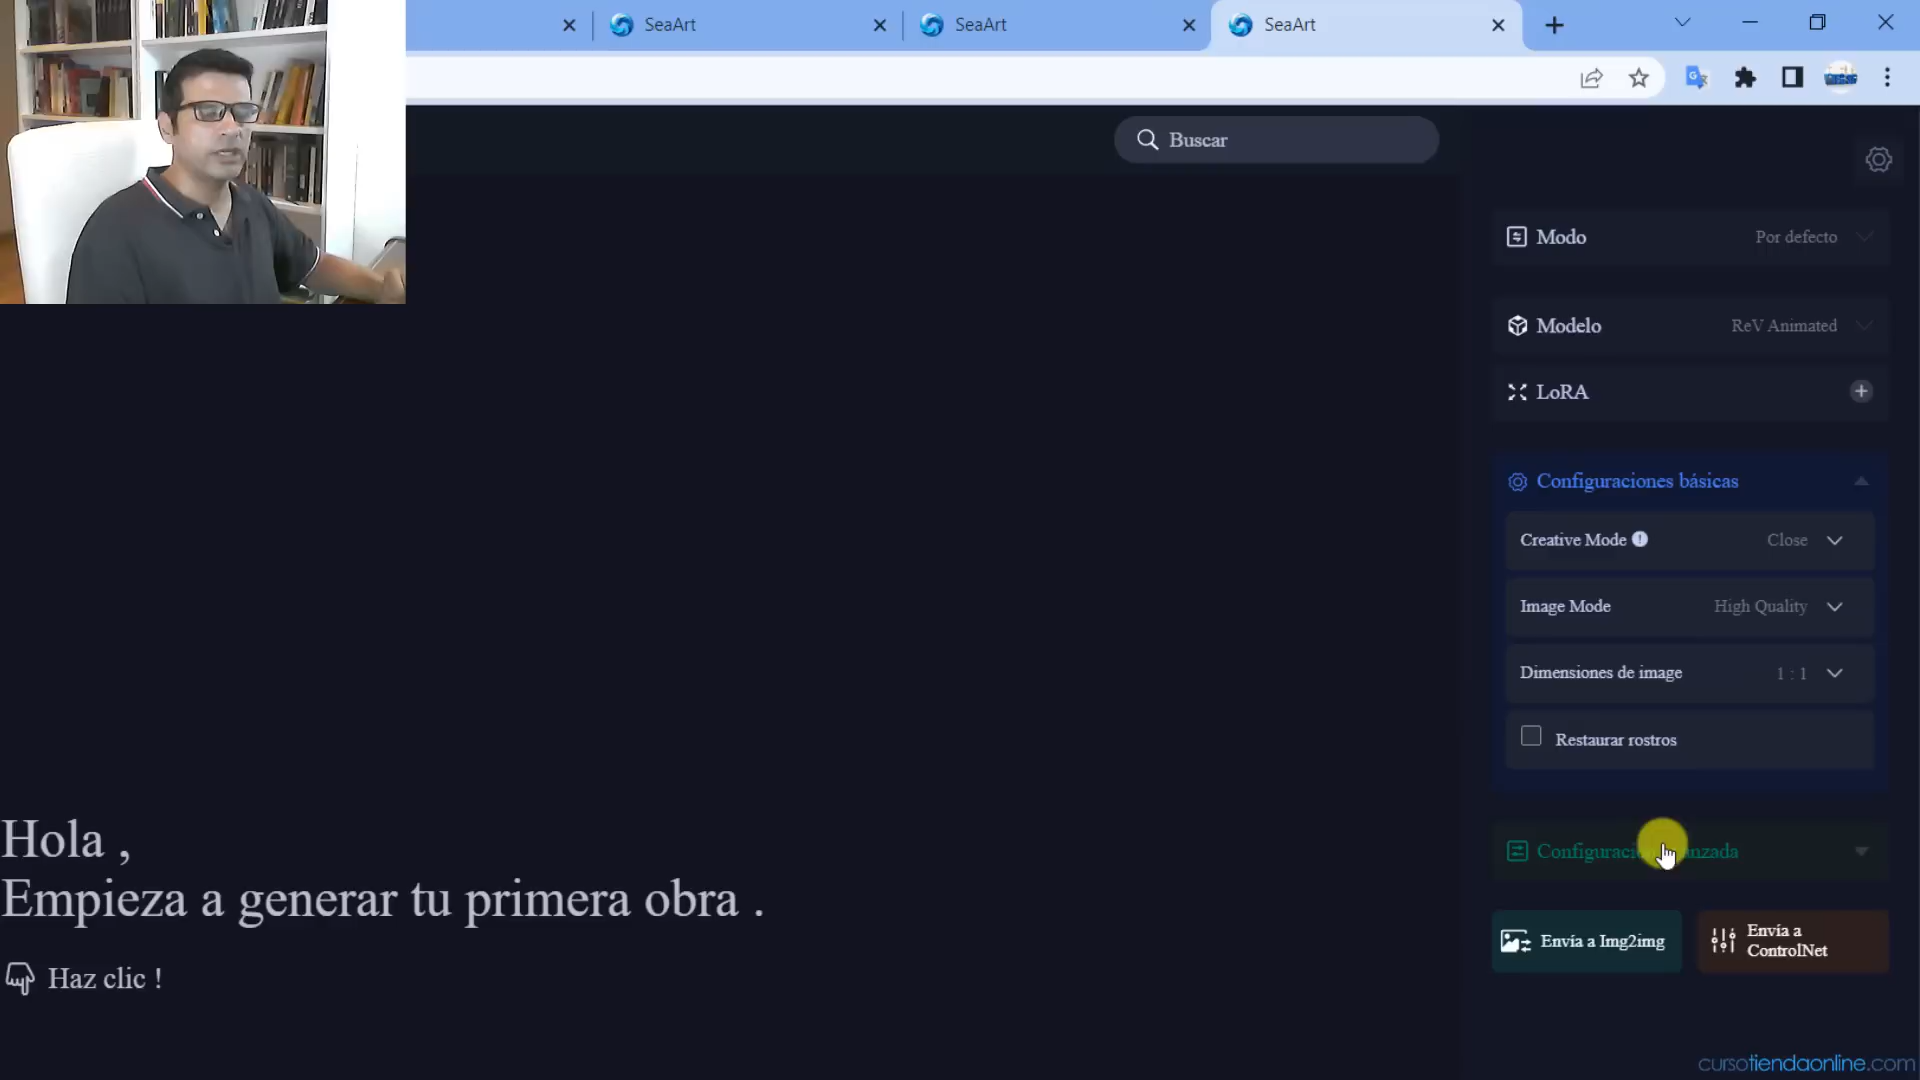 SeaArt
SeaArt
SeaArt
Buscar
Modo
Por defecto
Modelo
ReV Animated
LoRA
Configuraciones básicas
Creative Mode
Close
Image Mode
High Quality
Dimensiones de image
1 : 1
Restaurar rostros
Envía a Img2img
Envía a
ControlNet
Hola ,
Empieza a generar tu primera obra .
Haz clic !
cursotiendaonline.com